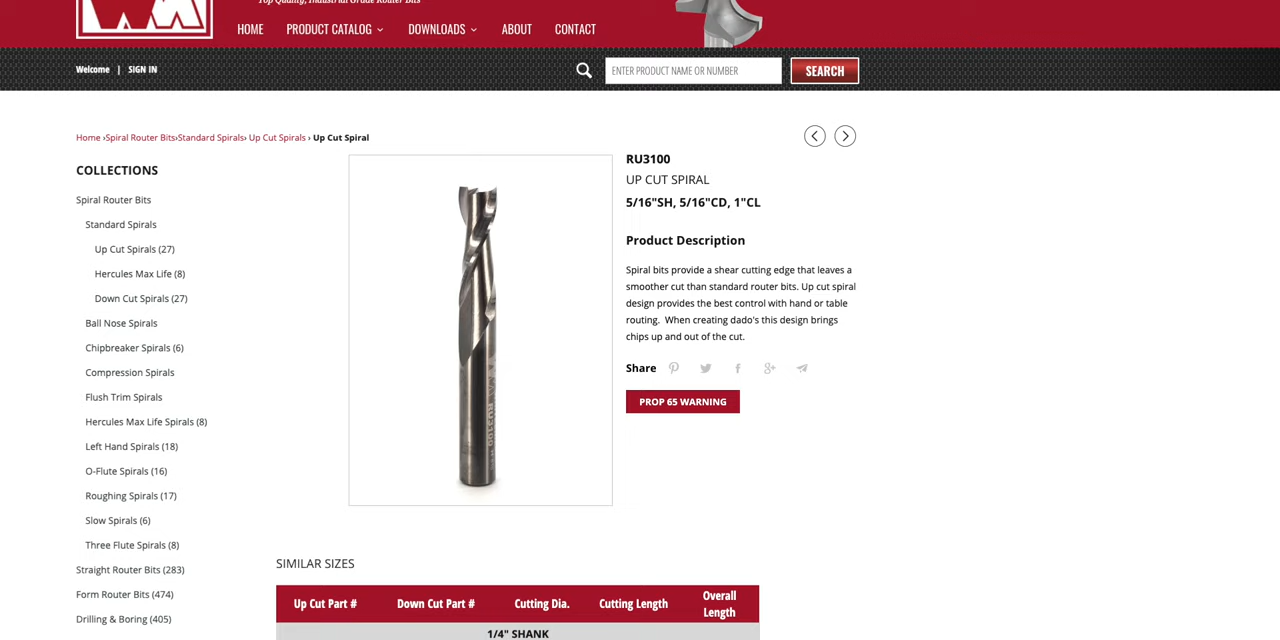 Top Quality, Industrial Grade Router Bits
HOME PRODUCT CATALOG DOWNLOADS ABOUT CONTACT
Welcome | SIGN IN
ENTER PRODUCT NAME OR NUMBER
SEARCH
Home ›Spiral Router Bits›Standard Spirals› Up Cut Spirals › Up Cut Spiral
COLLECTIONS
Spiral Router Bits
Standard Spirals
Up Cut Spirals (27)
Hercules Max Life (8)
Down Cut Spirals (27)
Ball Nose Spirals
Chipbreaker Spirals (6)
Compression Spirals
Flush Trim Spirals
Hercules Max Life Spirals (8)
Left Hand Spirals (18)
O-Flute Spirals (16)
Roughing Spirals (17)
Slow Spirals (6)
Three Flute Spirals (8)
Straight Router Bits (283)
Form Router Bits (474)
Drilling & Boring (405)
RU3100
RU3100
UP CUT SPIRAL
5/16"SH, 5/16"CD, 1"CL
Product Description
Spiral bits provide a shear cutting edge that leaves a
smoother cut than standard router bits. Up cut spiral
design provides the best control with hand or table
routing. When creating dado's this design brings
chips up and out of the cut.
Share
PROP 65 WARNING
SIMILAR SIZES
Up Cut Part # Down Cut Part # Cutting Dia. Cutting Length Overall Length
1/4" SHANK